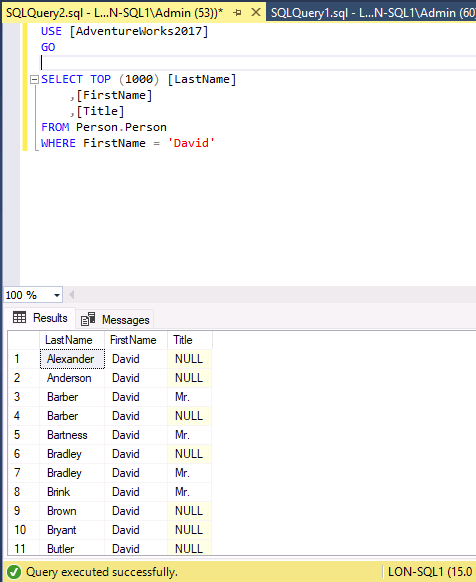 SQLQuery2.sql - L...N-SQL1\Admin (53))* SQLQuery1.sql - L...N-SQL1\Admin (60
USE [AdventureWorks2017]
GO
SELECT TOP (1000) [LastName]
,[FirstName]
,[Title]
FROM Person.Person
WHERE FirstName = 'David'
100 %
Results Messages
LastName FirstName Title
1 Alexander David NULL
2 Anderson David NULL
3 Barber David Mr.
4 Barber David NULL
5 Bartness David Mr.
6 Bradley David NULL
7 Bradley David Mr.
8 Brink David Mr.
9 Brown David NULL
10 Bryant David NULL
11 Butler David NULL
Query executed successfully. LON-SQL1 (15.0